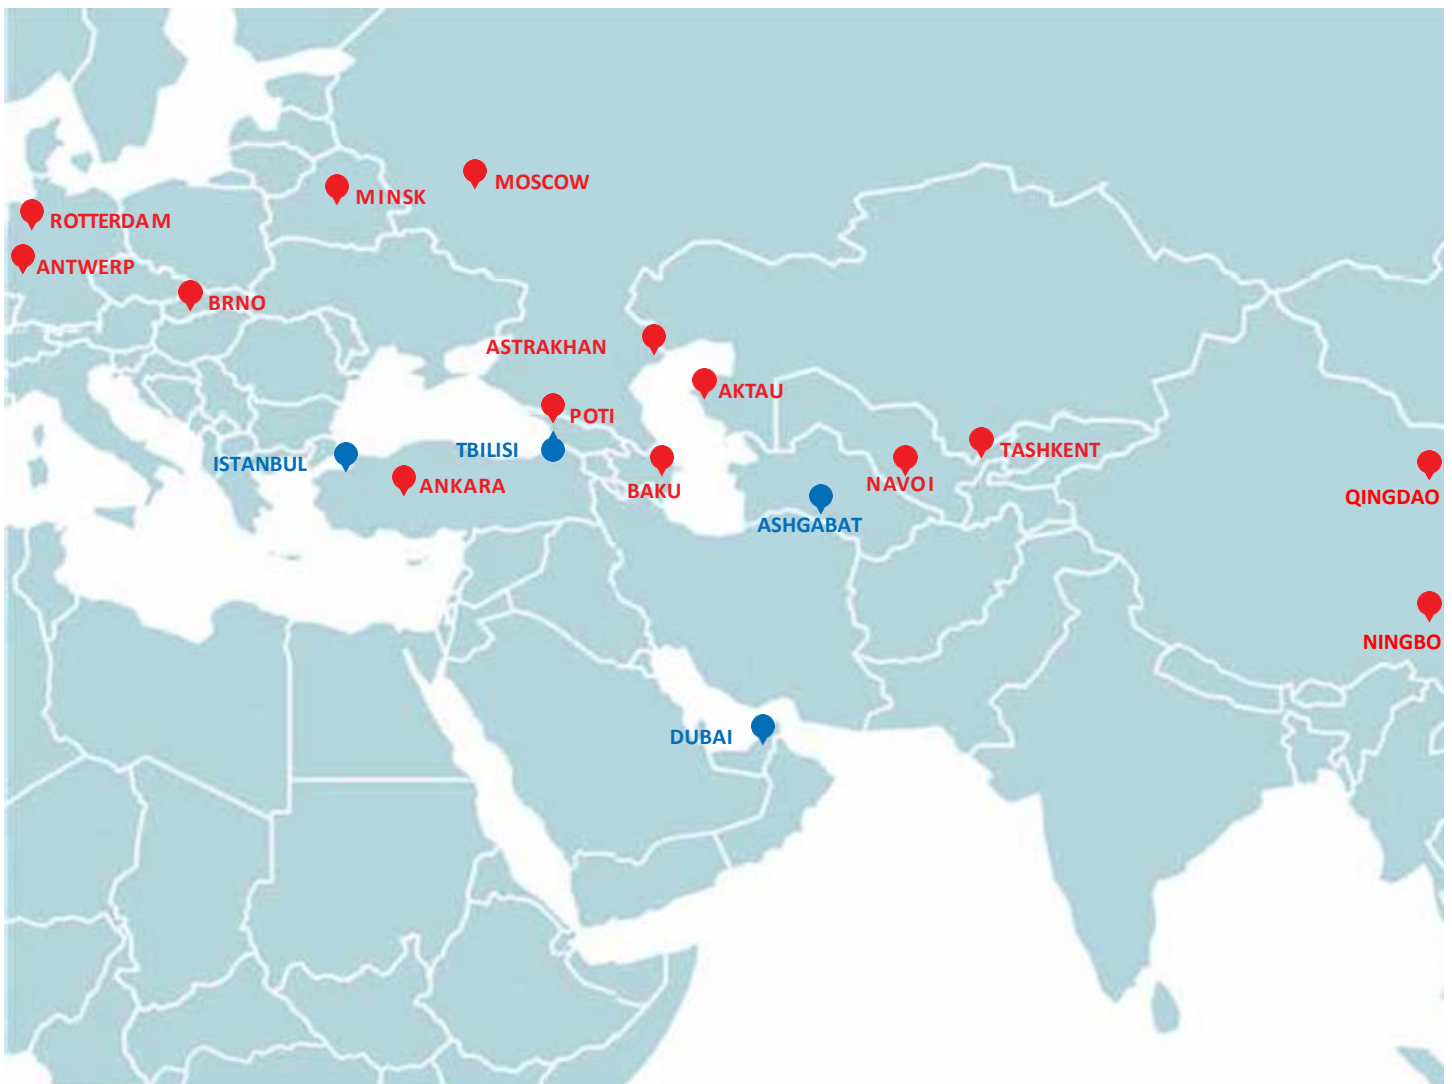 MOSCOW
MINSK
ROTTERDAM
ANTWERP
BRNO
ASTRAKHAN
AKTAU
POTI
TBILISI
TASHKENT
ISTANBUL
ANKARA
BAKU
NAVOI
QINGDAO
ASHGABAT
NINGBO
DUBAI